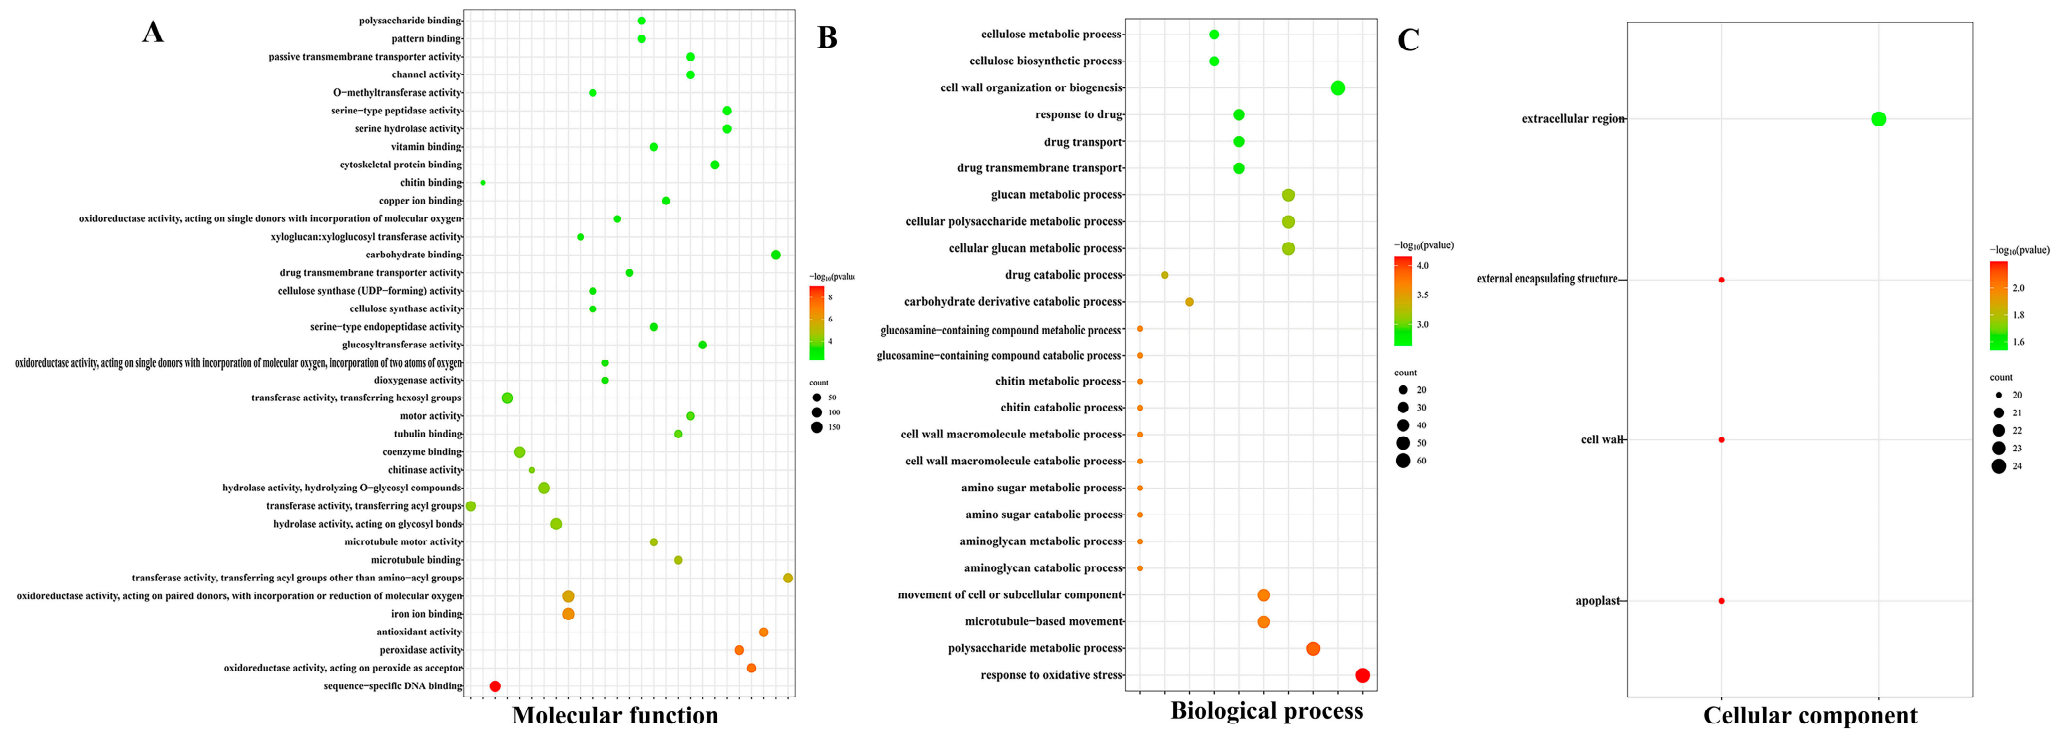 A
polysaccharide binding
pattern binding
passive transmembrane transporter activity
channel activity
O−methyltransferase activity
serine−type peptidase activity
serine hydrolase activity
vitamin binding
cytoskeletal protein binding
chitin binding
copper ion binding
oxidoreductase activity, acting on single donors with incorporation of molecular oxygen
xyloglucan:xyloglucosyl transferase activity
carbohydrate binding
drug transmembrane transporter activity
cellulose synthase (UDP−forming) activity
cellulose synthase activity
serine−type endopeptidase activity
glucosyltransferase activity
oxidoreductase activity, acting on single donors with incorporation of molecular oxygen, incorporation of two atoms of oxygen
dioxygenase activity
transferase activity, transferring hexosyl groups
motor activity
tubulin binding
coenzyme binding
chitinase activity
hydrolase activity, hydrolyzing O−glycosyl compounds
transferase activity, transferring acyl groups
hydrolase activity, acting on glycosyl bonds
microtubule motor activity
microtubule binding
transferase activity, transferring acyl groups other than amino−acyl groups
oxidoreductase activity, acting on paired donors, with incorporation or reduction of molecular oxygen
iron ion binding
antioxidant activity
peroxidase activity
oxidoreductase activity, acting on peroxide as acceptor
sequence−specific DNA binding
Molecular function
−log10(pvalue
8
6
4
count
50
100
150
B
cellulose metabolic process
cellulose biosynthetic process
cell wall organization or biogenesis
response to drug
drug transport
drug transmembrane transport
glucan metabolic process
cellular polysaccharide metabolic process
cellular glucan metabolic process
drug catabolic process
carbohydrate derivative catabolic process
glucosamine−containing compound metabolic process
glucosamine−containing compound catabolic process
chitin metabolic process
chitin catabolic process
cell wall macromolecule metabolic process
cell wall macromolecule catabolic process
amino sugar metabolic process
amino sugar catabolic process
aminoglycan metabolic process
aminoglycan catabolic process
movement of cell or subcellular component
microtubule−based movement
polysaccharide metabolic process
response to oxidative stress
Biological process
−log10(pvalue)
4.0
3.5
3.0
count
20
30
40
50
60
C
extracellular region
external encapsulating structure
cell wall
apoplast
Cellular component
−log10(pvalue)
2.0
1.8
1.6
count
20
21
22
23
24